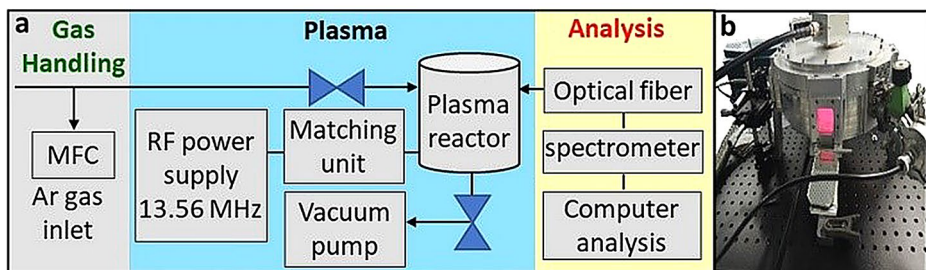 a
Gas
Handling
Plasma
Analysis
b
MFC
Ar gas
inlet
RF power
supply
13.56 MHz
Matching
unit
Vacuum
pump
Plasma
reactor
Optical fiber
spectrometer
Computer
analysis